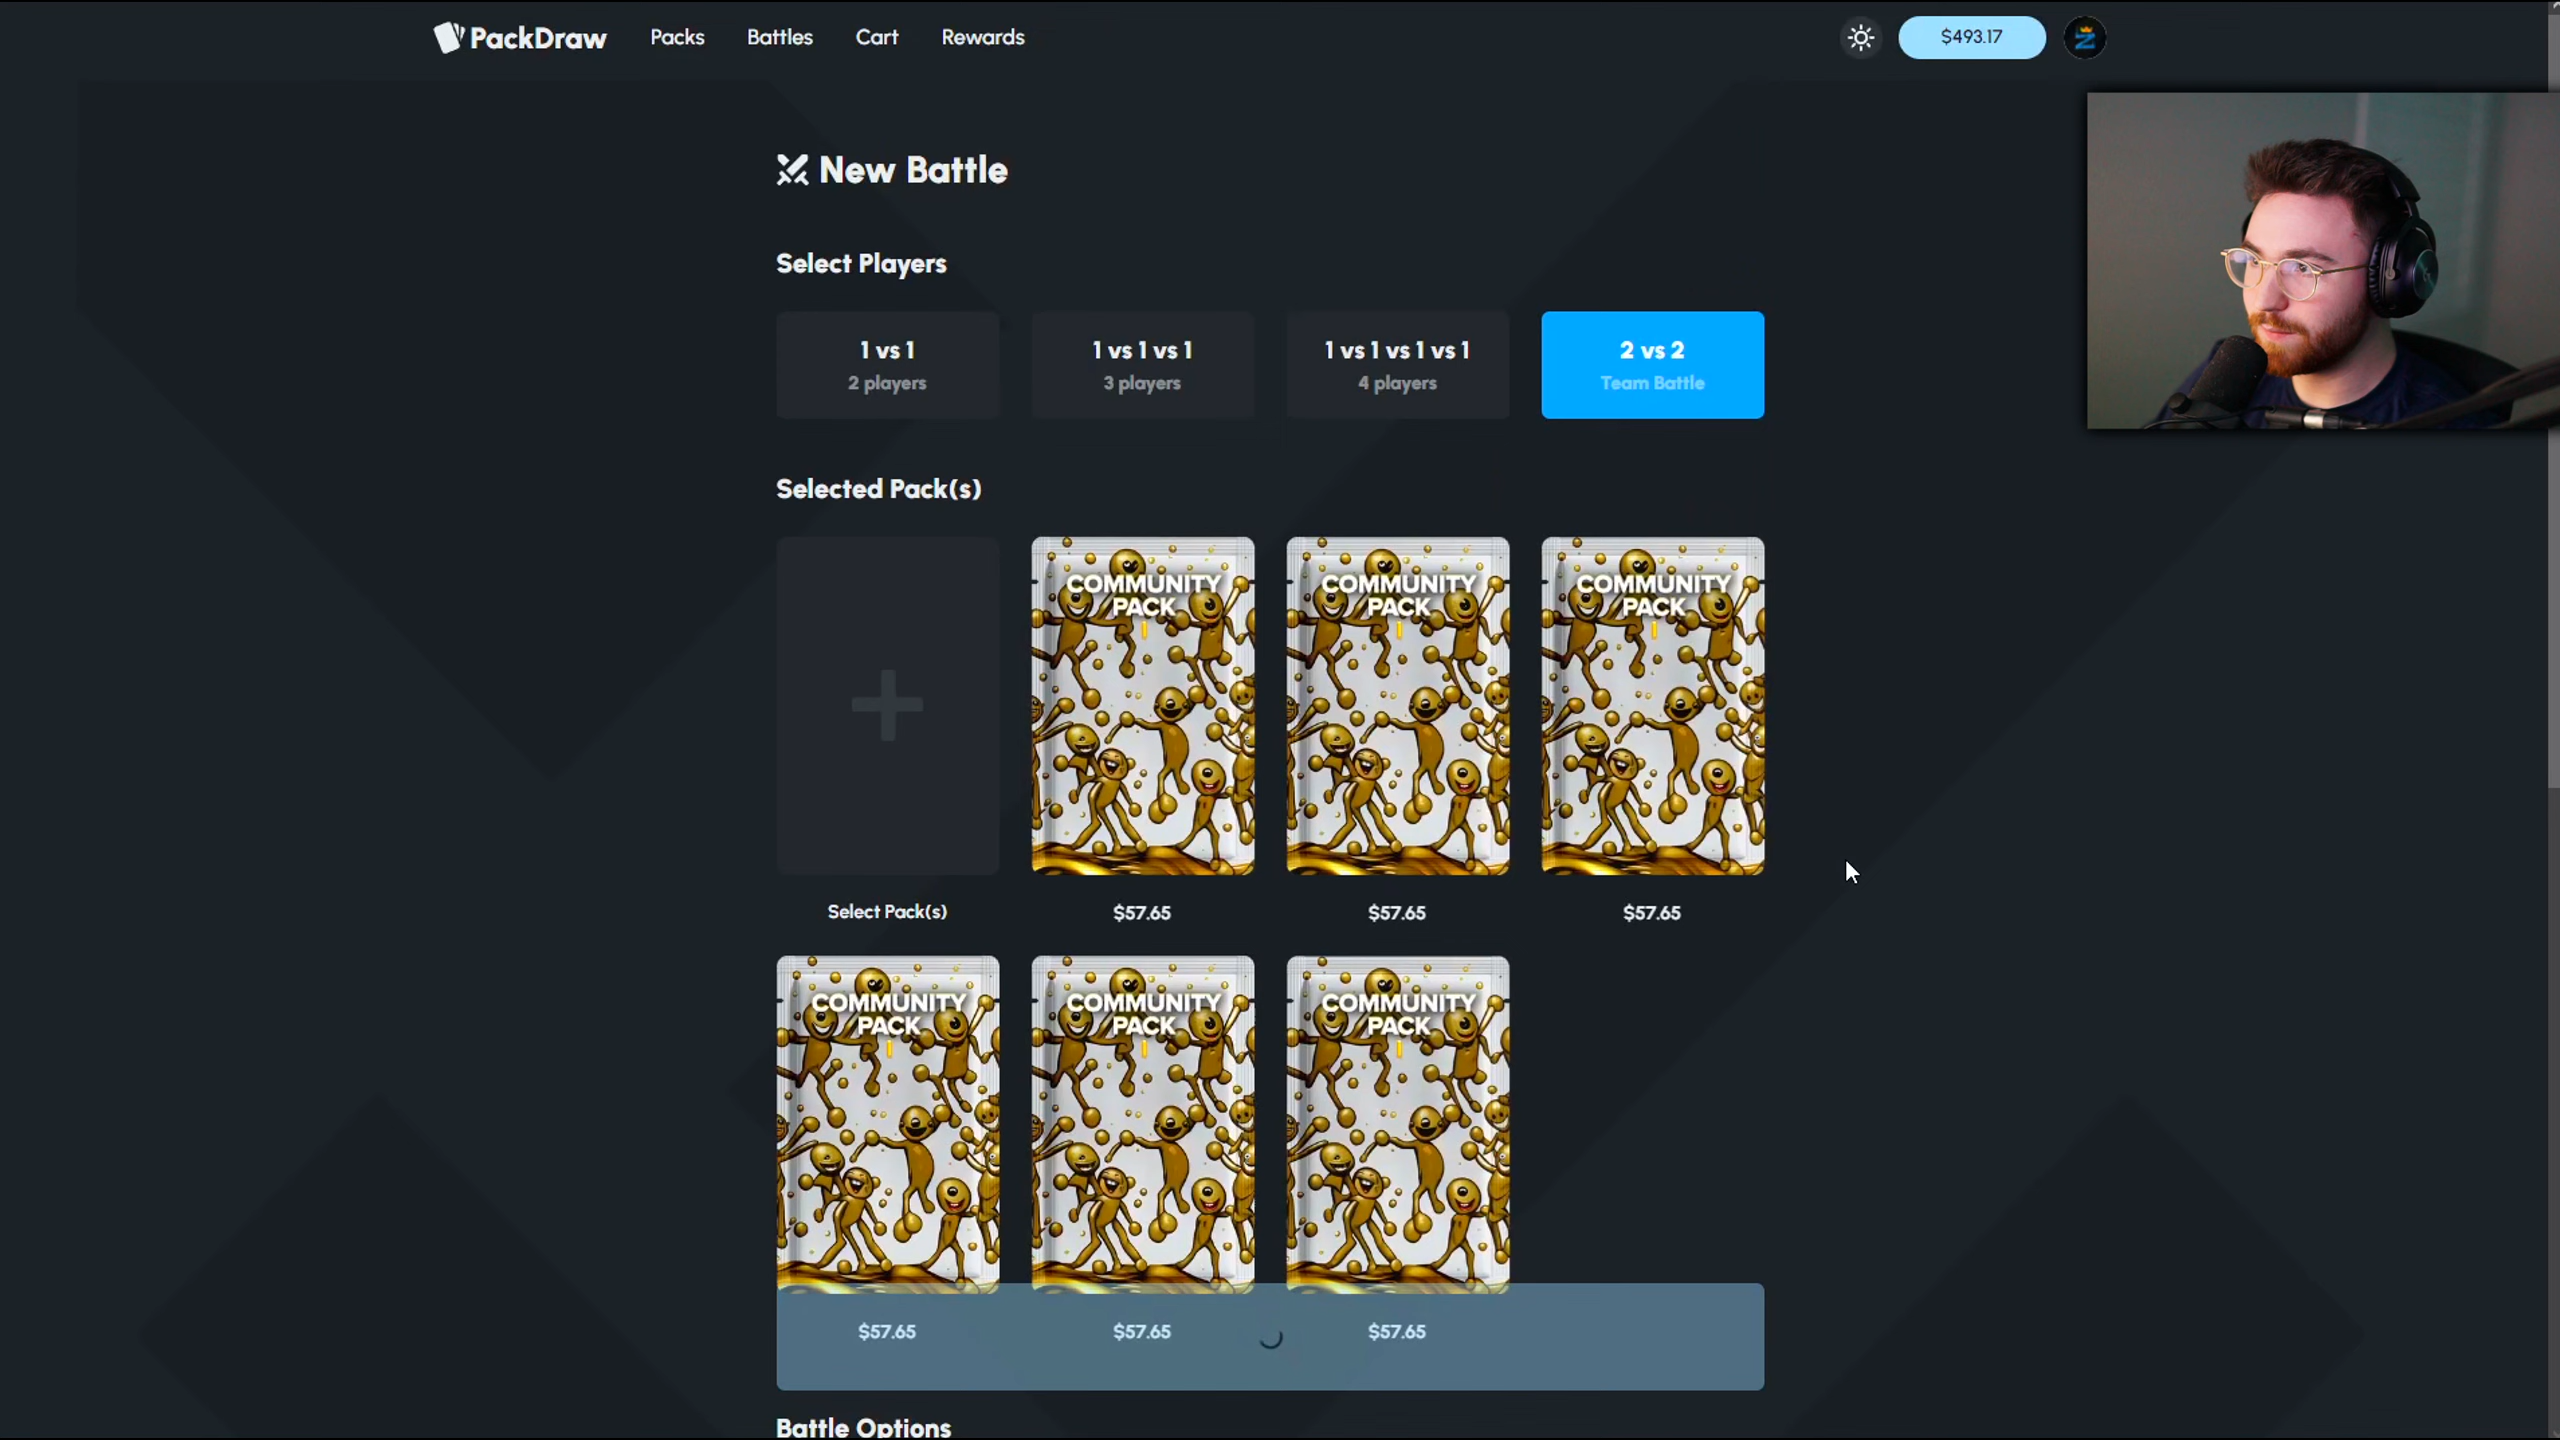 PackDraw
Packs
Battles
Cart
Rewards
$493.17
New Battle
Select Players
1 vs 1
2 players
1 vs 1 vs 1
3 players
1 vs 1 vs 1 vs 1
4 players
2 vs 2
Team Battle
Selected Pack(s)
COMMUNITY
PACK
COMMUNITY
PACK
COMMUNITY
PACK
Select Pack(s)
$57.65
$57.65
$57.65
COMMUNITY
PACK
COMMUNITY
PACK
COMMUNITY
PACK
$57.65
$57.65
$57.65
Battle Options